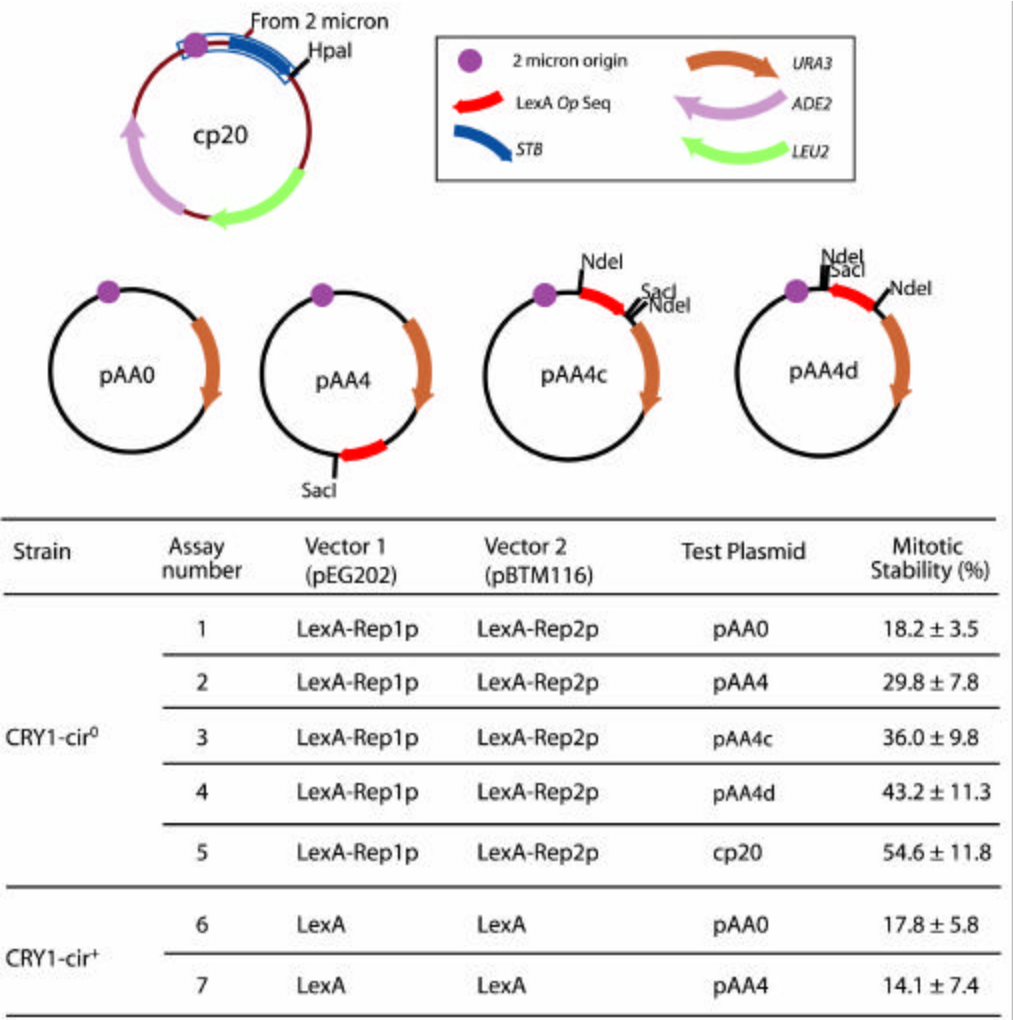 From 2 micron
HpaI
cp20
2 micron origin
LexA Op Seq
STB
URA3
ADE2
LEU2
pAA0
pAA4
SacI
NdeI
SacI
NdeI
pAA4c
NdeI
SacI
NdeI
pAA4d
Strain Assay number Vector 1 (pEG202) Vector 2 (pBTM116) Test Plasmid Mitotic Stability (%)
1 LexA-Rep1p LexA-Rep2p pAA0 18.2 ± 3.5
2 LexA-Rep1p LexA-Rep2p pAA4 29.8 ± 7.8
CRY1-cir⁰ 3 LexA-Rep1p LexA-Rep2p pAA4c 36.0 ± 9.8
4 LexA-Rep1p LexA-Rep2p pAA4d 43.2 ± 11.3
5 LexA-Rep1p LexA-Rep2p cp20 54.6 ± 11.8
CRY1-cir⁺ 6 LexA LexA pAA0 17.8 ± 5.8
7 LexA LexA pAA4 14.1 ± 7.4